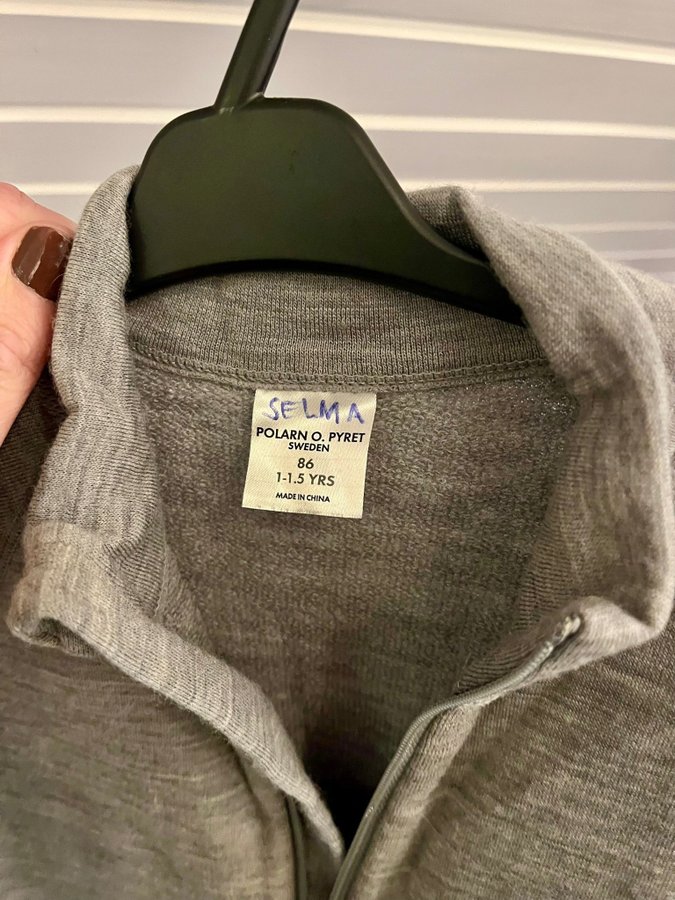 SELMA
POLARN O. PYRET
SWEDEN
86
1-1.5 YRS
MADE IN CHINA